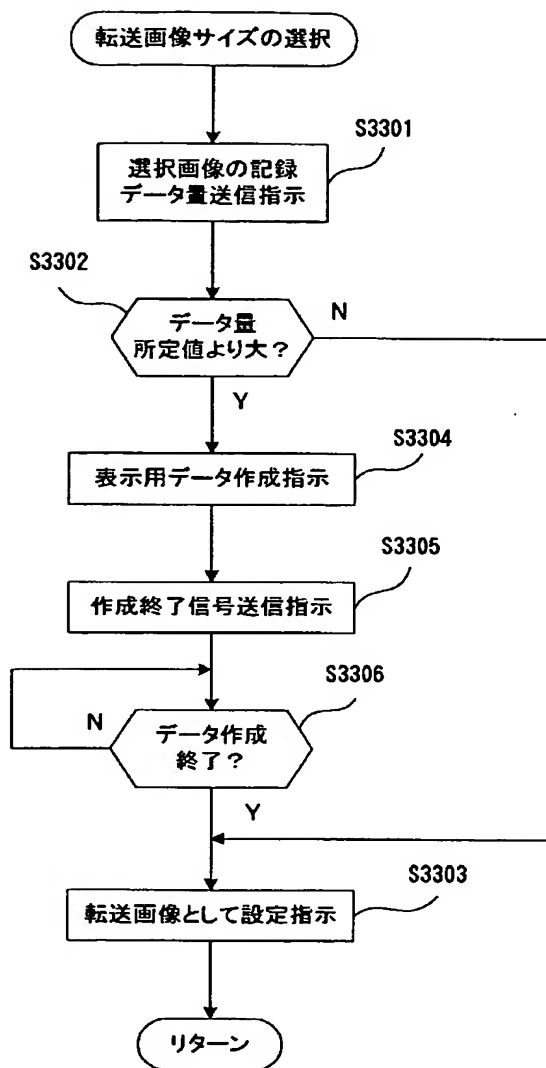 転送画像サイズの選択
S3301
選択画像の記録
データ量送信指示
S3302
データ量
所定値より大?
N
Y
S3304
表示用データ作成指示
S3305
作成終了信号送信指示
S3306
N
データ作成
終了?
Y
S3303
転送画像として設定指示
リターン